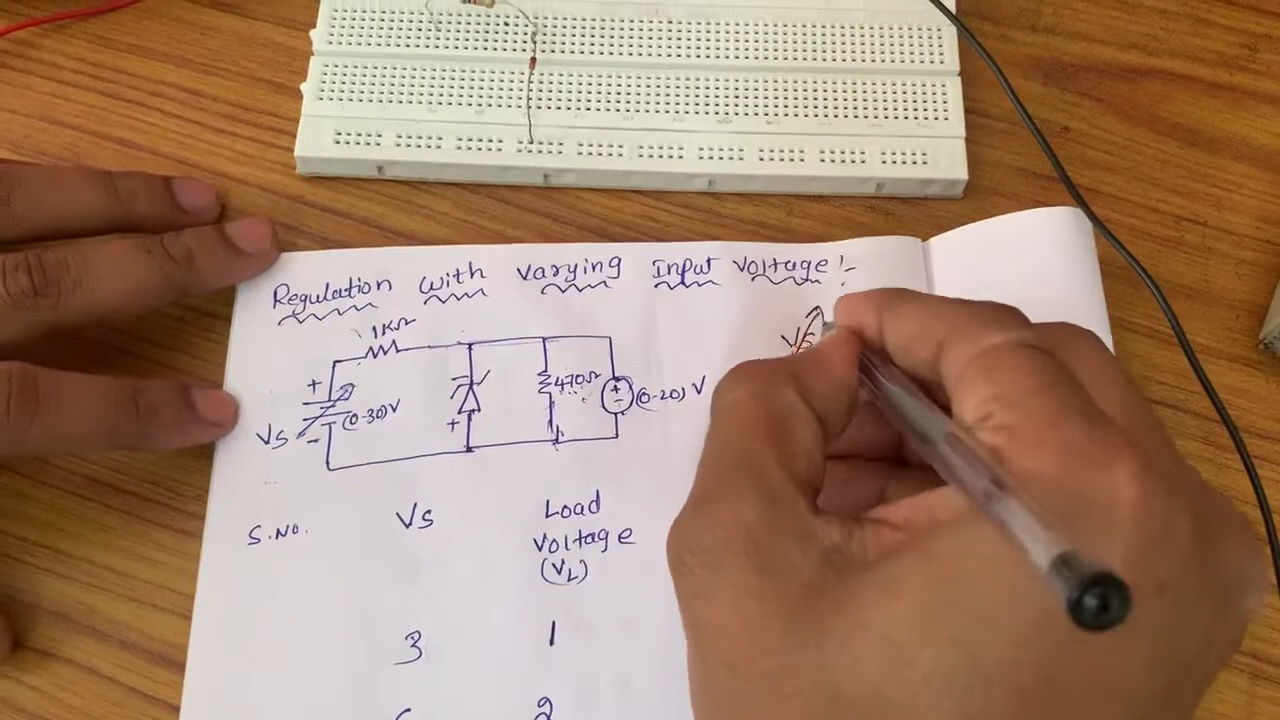 Regulation with varying Input voltage:-
1KΩ
+
470Ω
+
-
(0-20)V
(0-30)V
Vs
-
+
Vs
S.NO.
Vs
Load
voltage
(VL)
3
1
2